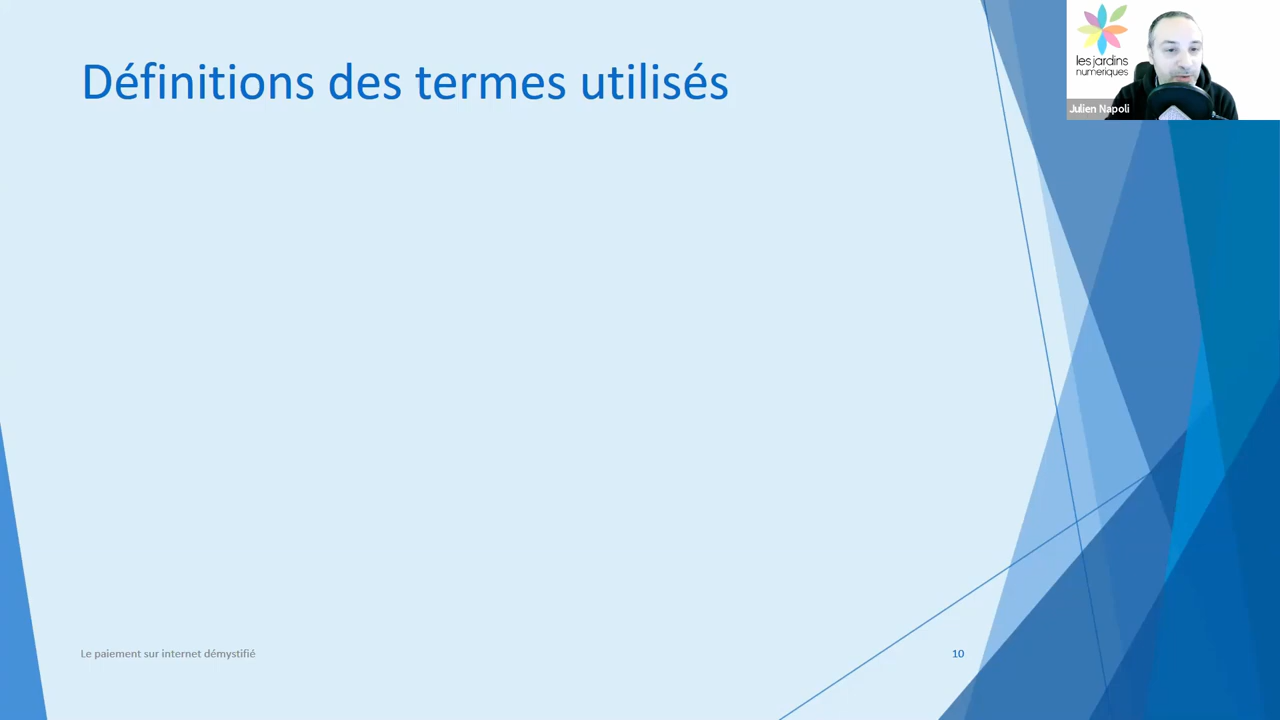 Définitions des termes utilisés
les jardins
numeriques
Julien Napoli
Le paiement sur internet démystifié
10